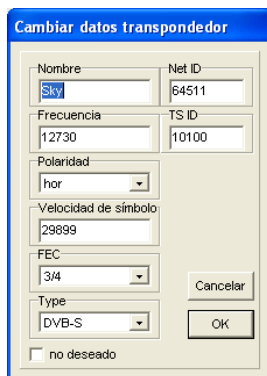 Cambiar datos transpondedor
Nombre Net ID
Sky 64511
Frecuencia TS ID
12730 10100
Polaridad
hor
Velocidad de símbolo
29899
FEC
3/4
Cancelar
Type
DVB-S OK
no deseado